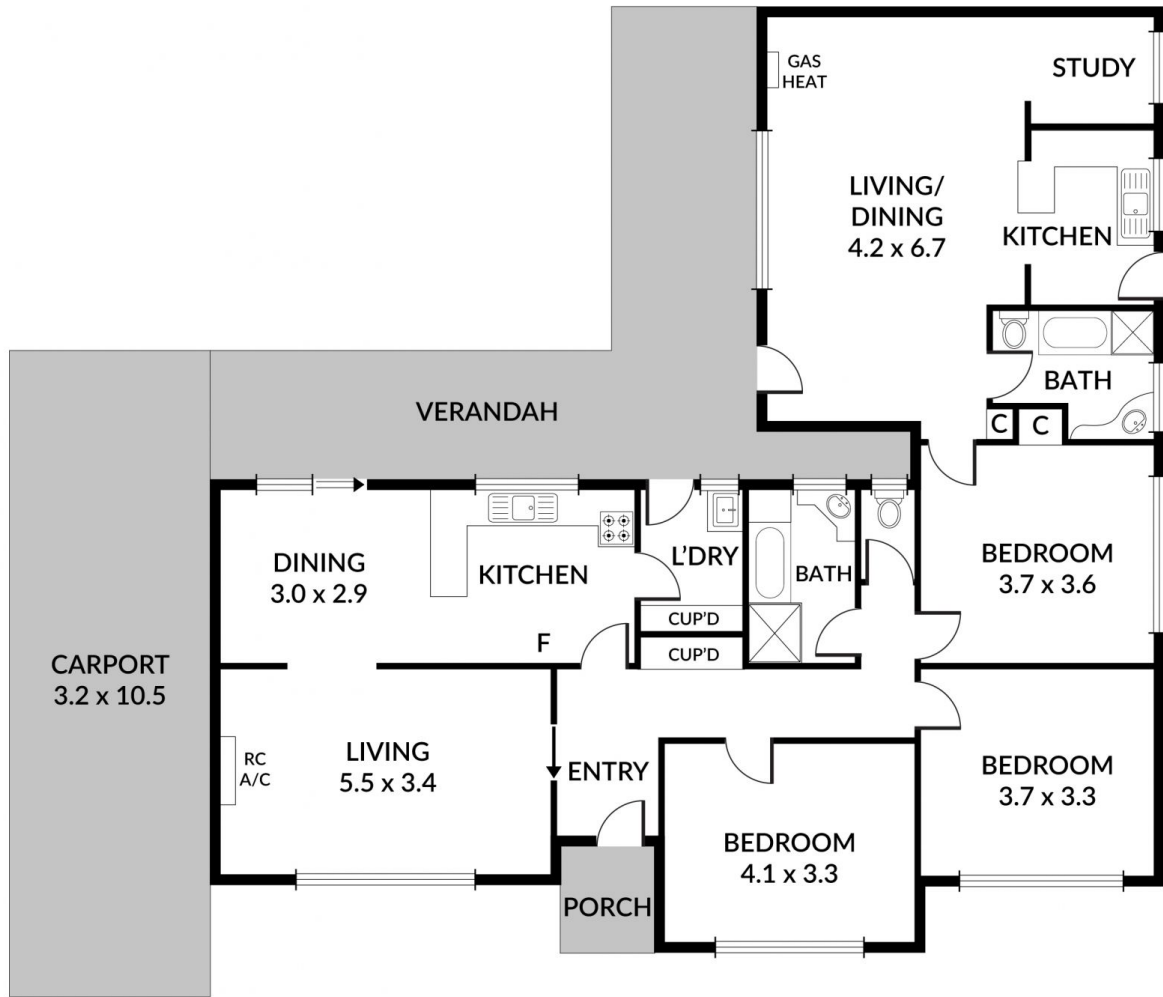 GAS
HEAT
STUDY
LIVING/
DINING
4.2 x 6.7
KITCHEN
BATH
C
C
VERANDAH
DINING
3.0 x 2.9
KITCHEN
L'DRY
BATH
BEDROOM
3.7 x 3.6
CUP'D
CUP'D
F
CARPORT
3.2 x 10.5
RC
A/C
LIVING
5.5 x 3.4
ENTRY
BEDROOM
3.7 x 3.3
BEDROOM
4.1 x 3.3
PORCH